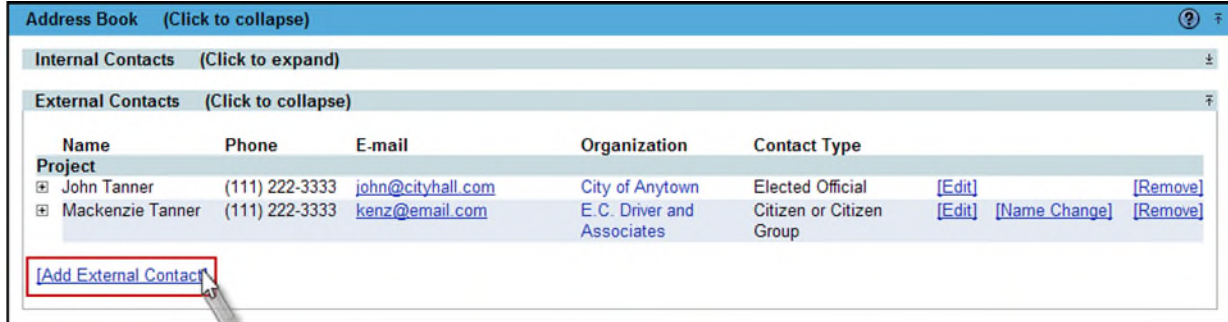 Address Book (Click to collapse) ?
Internal Contacts (Click to expand)
External Contacts (Click to collapse)
Name Phone E-mail Organization Contact Type
Project
John Tanner (111) 222-3333 john@cityhall.com City of Anytown Elected Official [Edit] [Remove]
Mackenzie Tanner (111) 222-3333 kenz@email.com E.C. Driver and Citizen or Citizen [Edit] [Name Change] [Remove]
Associates Group
[Add External Contact]